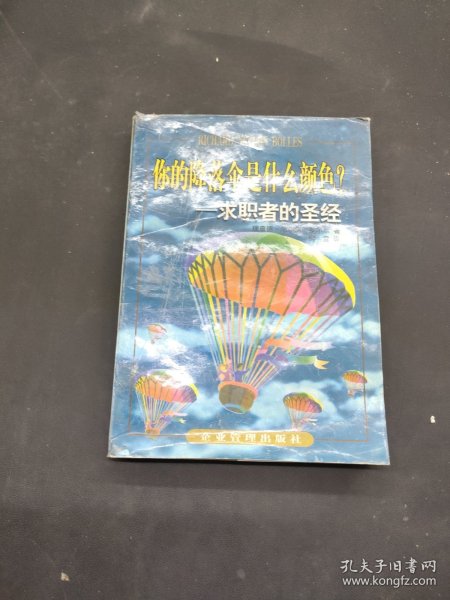 RICHARD NELSON BOLLES
你的降落伞是什么颜色?
—求职者的圣经
企业管理出版社
孔夫子旧书网
www.kongfz.com